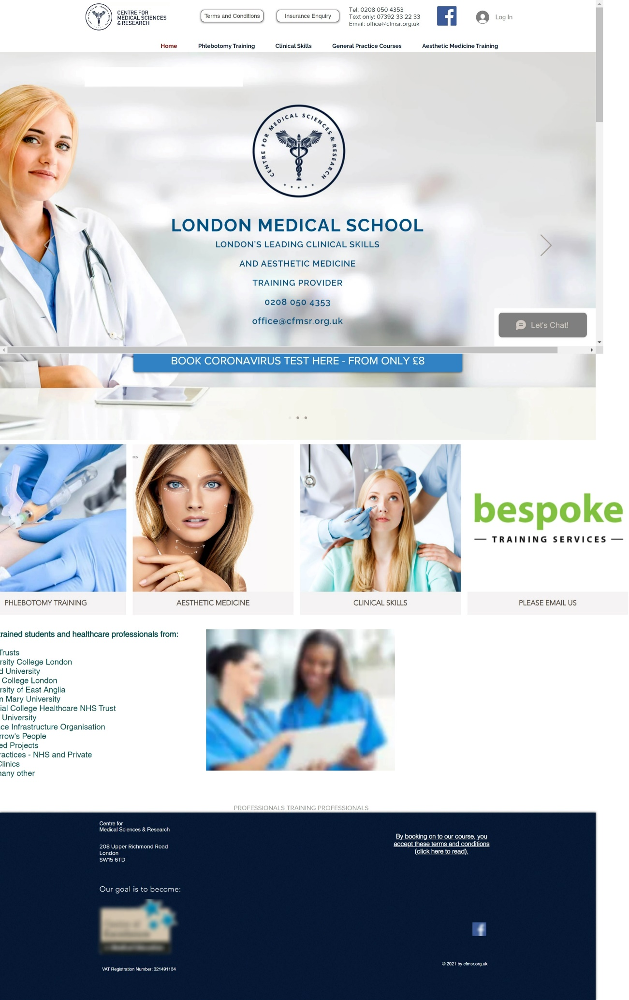 CENTRE FOR
MEDICAL SCIENCES
& RESEARCH
Terms and Conditions
Insurance Enquiry
Tel: 0208 050 4353
Text only: 07392 33 22 33
Email: office@cfmsr.org.uk
Log In
Home
Phlebotomy Training
Clinical Skills
General Practice Courses
Aesthetic Medicine Training
CENTRE FOR MEDICAL SCIENCES & RESEARCH
LONDON MEDICAL SCHOOL
LONDON'S LEADING CLINICAL SKILLS
AND AESTHETIC MEDICINE
TRAINING PROVIDER
0208 050 4353
office@cfmsr.org.uk
Let's Chat!
BOOK CORONAVIRUS TEST HERE - FROM ONLY £8
CES
bespoke
— TRAINING SERVICES —
PHLEBOTOMY TRAINING
AESTHETIC MEDICINE
CLINICAL SKILLS
PLEASE EMAIL US
trained students and healthcare professionals from:
Trusts
rsity College London
d University
College London
rsity of East Anglia
n Mary University
ial College Healthcare NHS Trust
University
nce Infrastructure Organisation
rrow's People
ed Projects
ractices - NHS and Private
Clinics
many other
PROFESSIONALS TRAINING PROFESSIONALS
Centre for
Medical Sciences & Research
208 Upper Richmond Road
London
SW15 6TD
By booking on to our course, you
accept these terms and conditions
(click here to read).
Our goal is to become:
VAT Registration Number: 321491134
© 2021 by cfmsr.org.uk